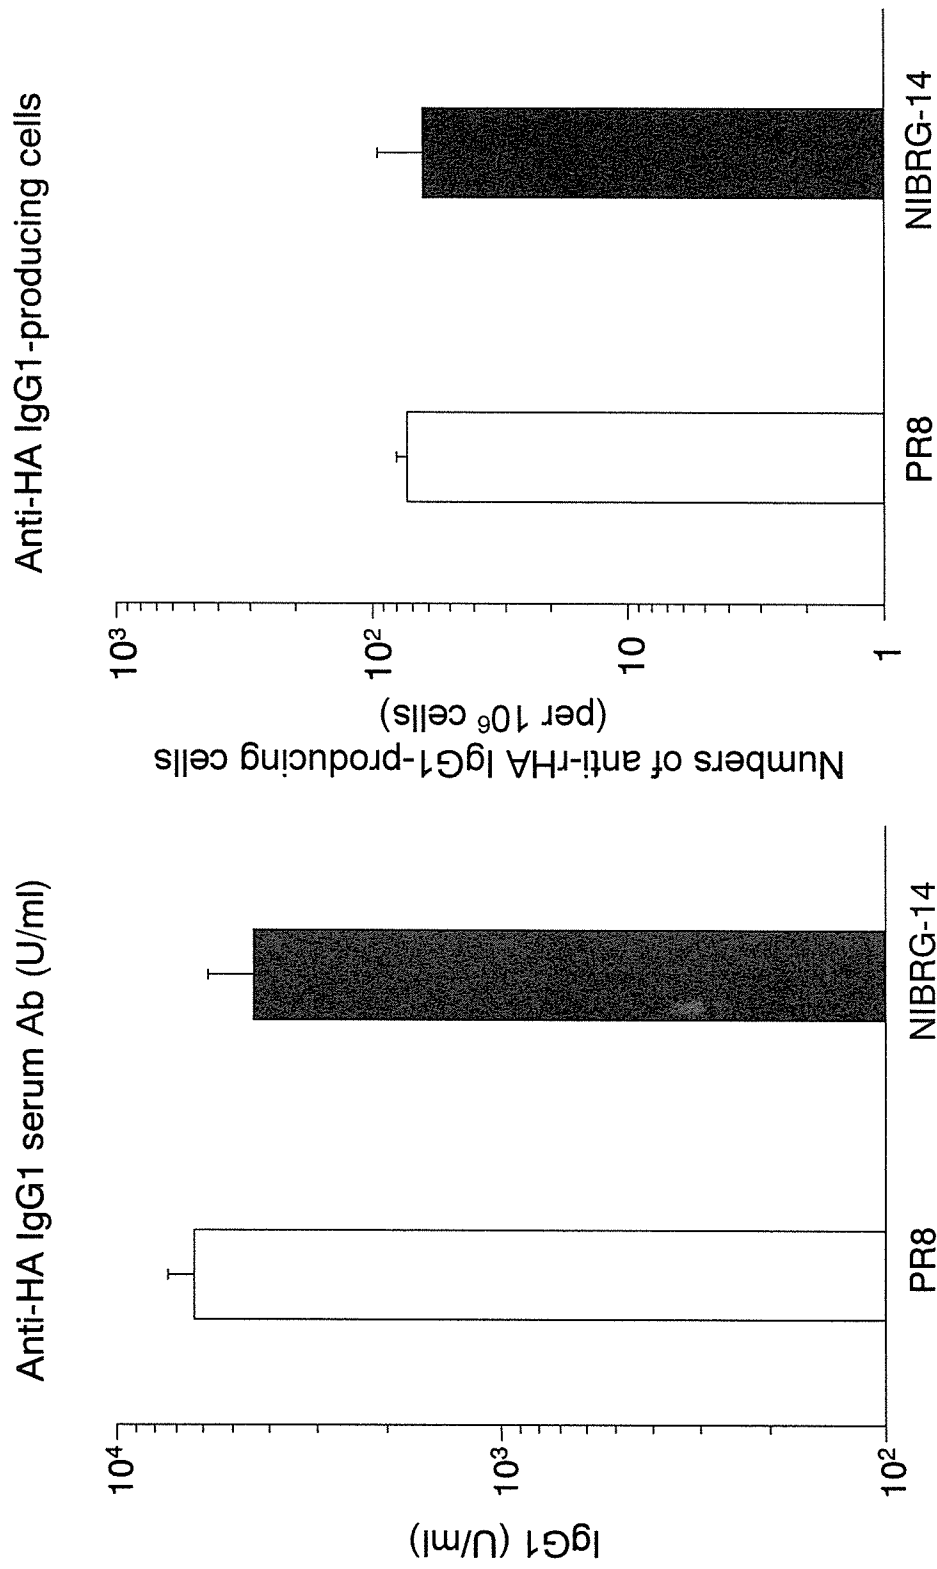 Anti-HA IgG1 serum Ab (U/ml)
IgG1 (U/ml)
10⁴
10³
10²
PR8
NIBRG-14
Anti-HA IgG1-producing cells
Numbers of anti-rHA IgG1-producing cells
(per 10⁶ cells)
10³
10²
10
1
PR8
NIBRG-14